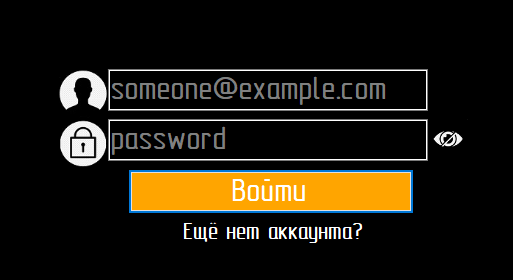 someone@example.com
password
Войти
Ещё нет аккаунта?